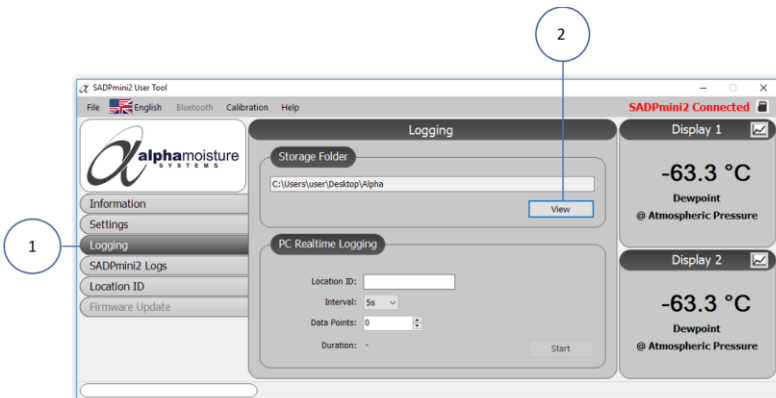 2
SADPmini2 User Tool
File English Bluetooth Calibration Help
SADPmini2 Connected
alphamoisture
SYSTEMS
Information
Settings
1
Logging
SADPmini2 Logs
Location ID
Firmware Update
Logging
Storage Folder
C:\Users\user\Desktop\Alpha
View
PC Realtime Logging
Location ID:
Interval: 5s
Data Points: 0
Duration: -
Start
Display 1
-63.3 °C
Dewpoint
@ Atmospheric Pressure
Display 2
-63.3 °C
Dewpoint
@ Atmospheric Pressure